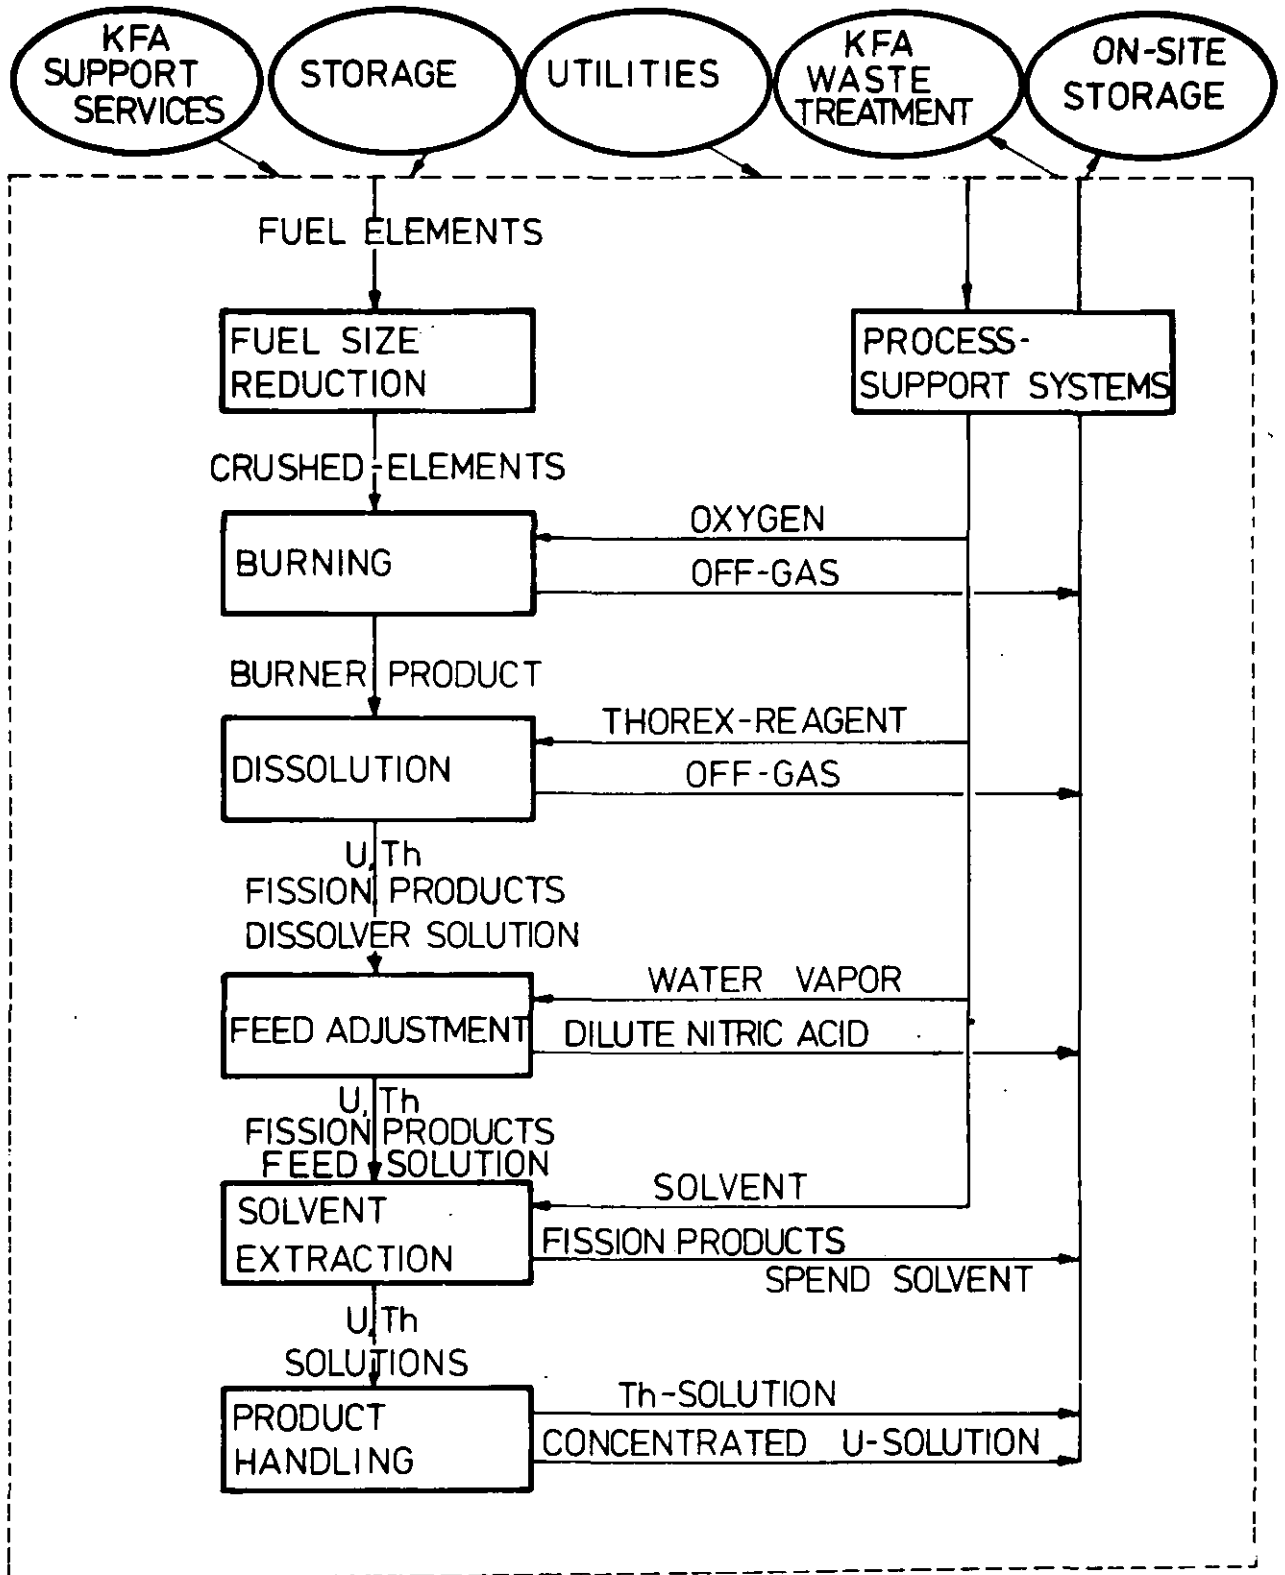 KFA
SUPPORT
SERVICES
STORAGE
UTILITIES
KFA
WASTE
TREATMENT
ON-SITE
STORAGE
FUEL ELEMENTS
FUEL SIZE
REDUCTION
PROCESS-
SUPPORT SYSTEMS
CRUSHED-ELEMENTS
OXYGEN
BURNING
OFF-GAS
BURNER PRODUCT
THOREX-REAGENT
DISSOLUTION
OFF-GAS
U, Th
FISSION PRODUCTS
DISSOLVER SOLUTION
WATER VAPOR
FEED ADJUSTMENT
DILUTE NITRIC ACID
U, Th
FISSION PRODUCTS
FEED SOLUTION
SOLVENT
SOLVENT
EXTRACTION
FISSION PRODUCTS
SPEND SOLVENT
U, Th
SOLUTIONS
Th-SOLUTION
PRODUCT
HANDLING
CONCENTRATED U-SOLUTION